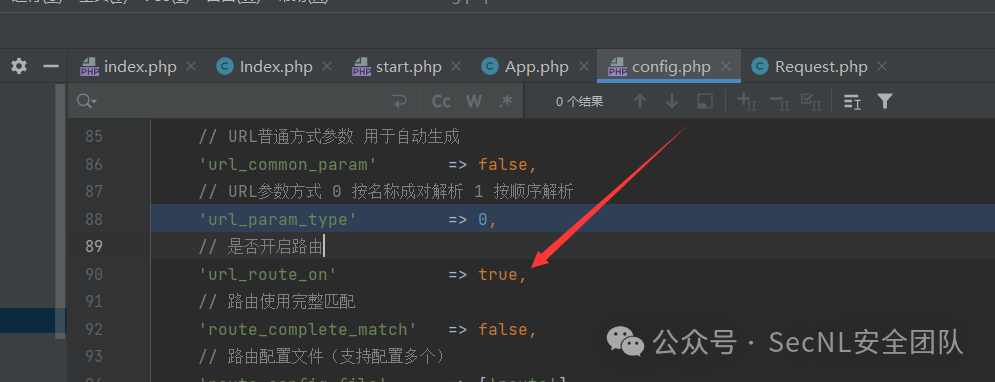 index.php Index.php start.php App.php config.php Request.php
Cc W .* 0 个结果
85 // URL普通方式参数 用于自动生成
86 'url_common_param' => false,
87 // URL参数方式 0 按名称成对解析 1 按顺序解析
88 'url_param_type' => 0,
89 // 是否开启路由
90 'url_route_on' => true,
91 // 路由使用完整匹配
92 'route_complete_match' => false,
93 // 路由配置文件（支持配置多个）
公众号 · SecNL安全团队